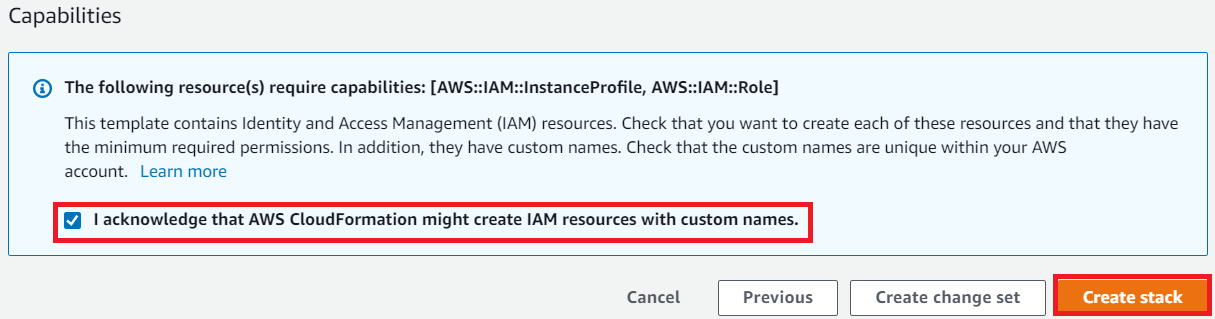 Capabilities
The following resource(s) require capabilities: [AWS::IAM::InstanceProfile, AWS::IAM::Role]
This template contains Identity and Access Management (IAM) resources. Check that you want to create each of these resources and that they have
the minimum required permissions. In addition, they have custom names. Check that the custom names are unique within your AWS
account. Learn more
I acknowledge that AWS CloudFormation might create IAM resources with custom names.
Cancel Previous Create change set Create stack